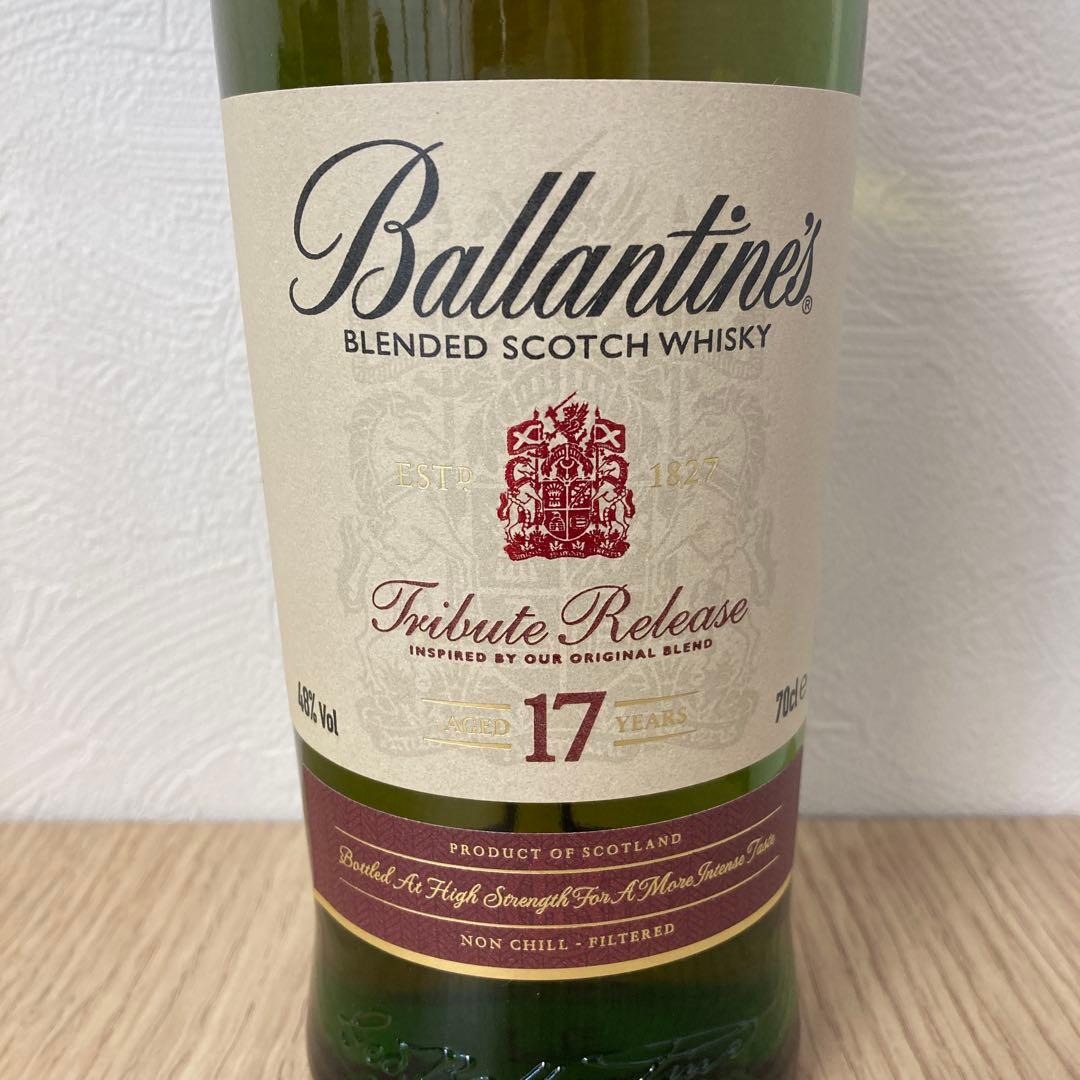 Ballantine's®
BLENDED SCOTCH WHISKY
ESTD. 1827
Tribute Release
INSPIRED BY OUR ORIGINAL BLEND
48% Vol
AGED 17 YEARS
70cl e
PRODUCT OF SCOTLAND
Bottled At High Strength For A More Intense Taste
NON CHILL - FILTERED